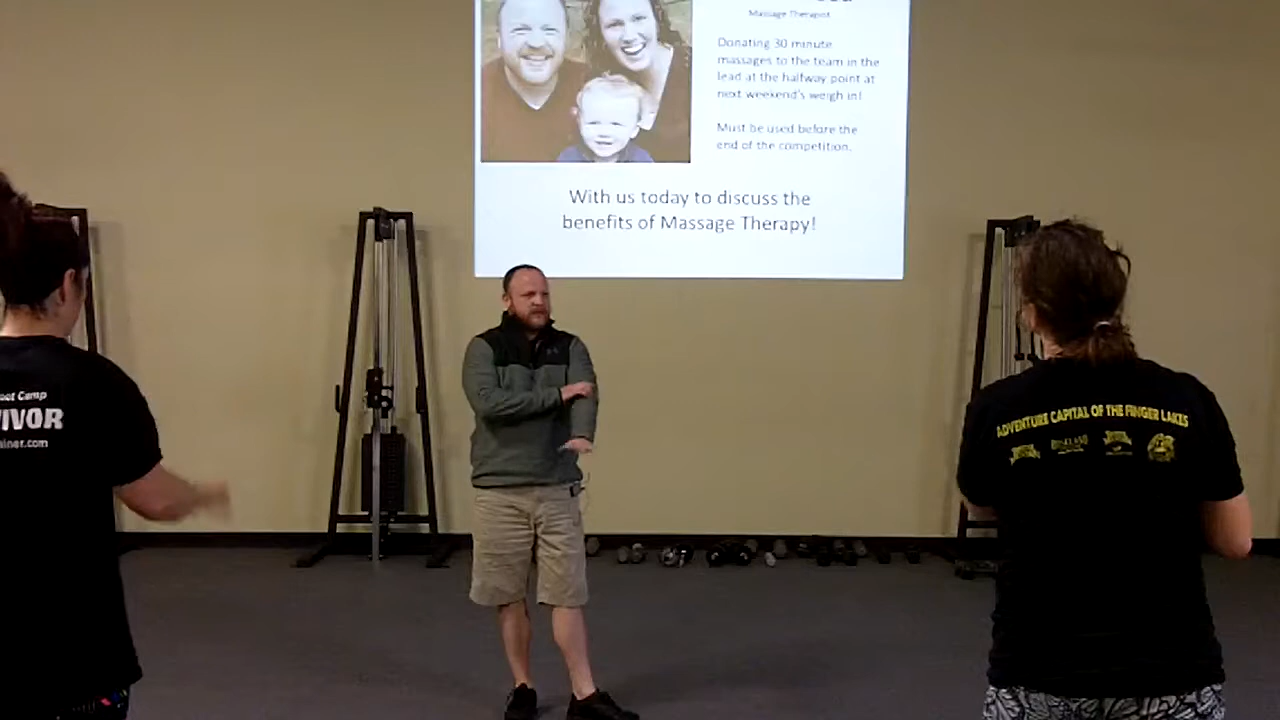 Massage Therapist
Donating 30 minute
massages to the team in the
lead at the halfway point at
next weekend's weigh in!
Must be used before the
end of the competition.
With us today to discuss the
benefits of Massage Therapy!
oot Camp
VIVOR
ainer.com
ADVENTURE CAPITAL OF THE FINGER LAKES